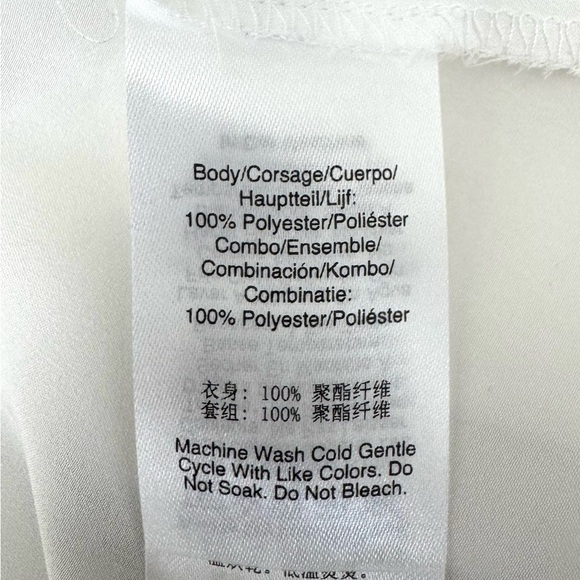 Body/Corsage/Cuerpo/
Hauptteil/Lijf:
100% Polyester/Poliéster
Combo/Ensemble/
Combinación/Kombo/
Combinatie:
100% Polyester/Poliéster
衣身: 100% 聚酯纤维
套组: 100% 聚酯纤维
Machine Wash Cold Gentle
Cycle With Like Colors. Do
Not Soak. Do Not Bleach.